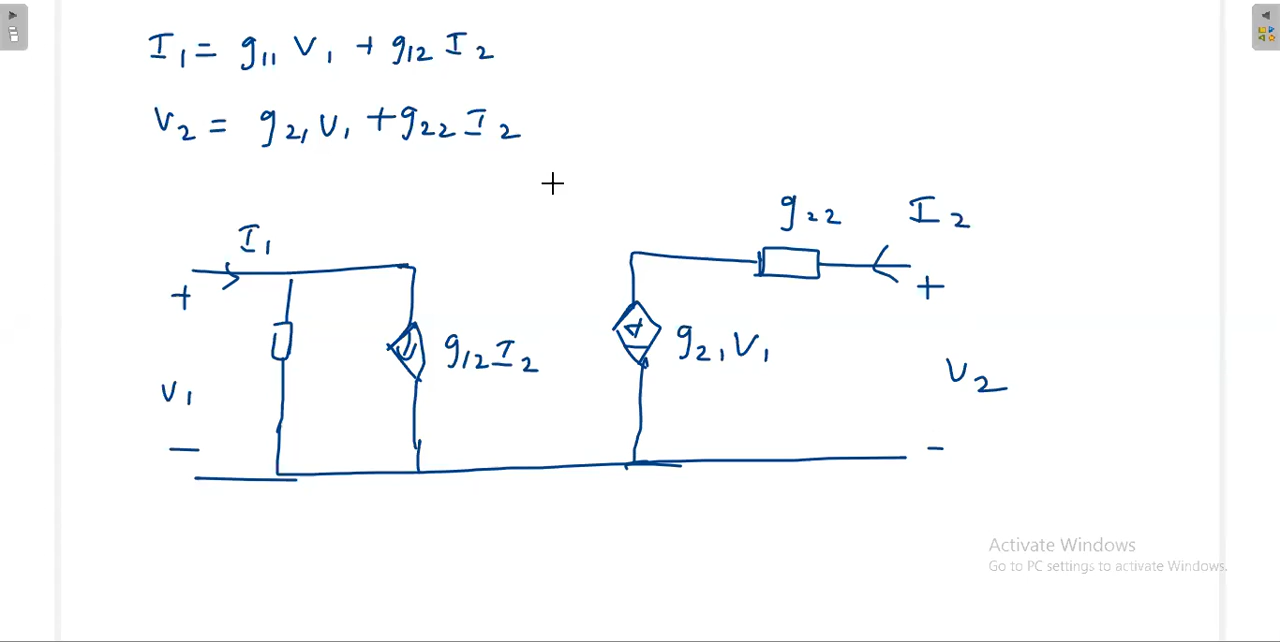 I₁ = g₁₁ V₁ + g₁₂ I₂
V₂ = g₂₁ V₁ + g₂₂ I₂
g₂₂ I₂
I₁
+ +
g₁₂ I₂ g₂₁ V₁
V₁ V₂
− -
Activate Windows
Go to PC settings to activate Windows.